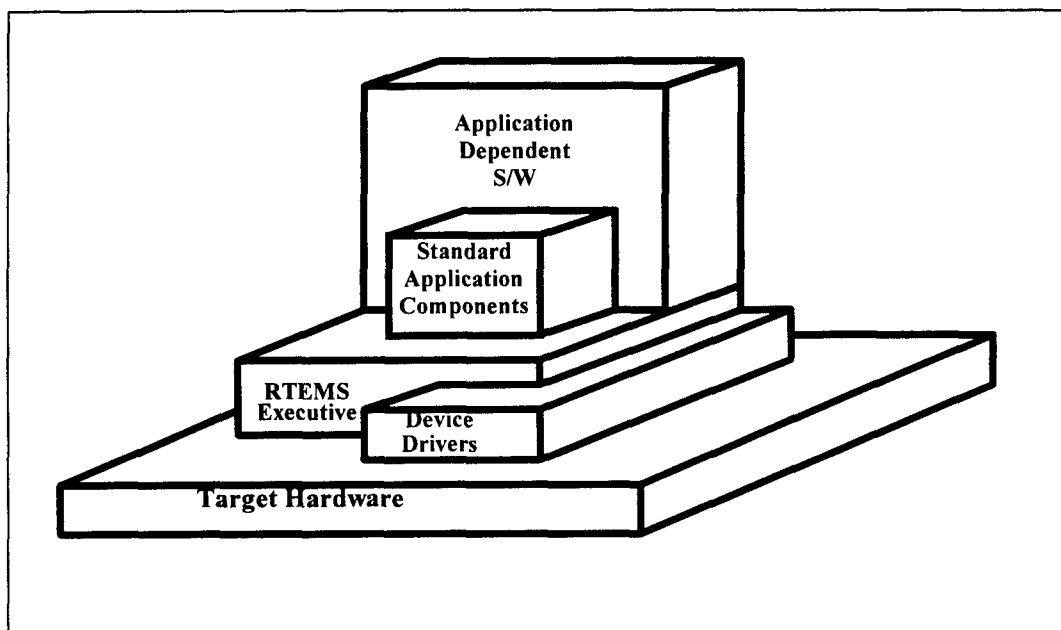 Application
Dependent
S/W
Standard
Application
Components
RTEMS
Executive
Device
Drivers
Target Hardware